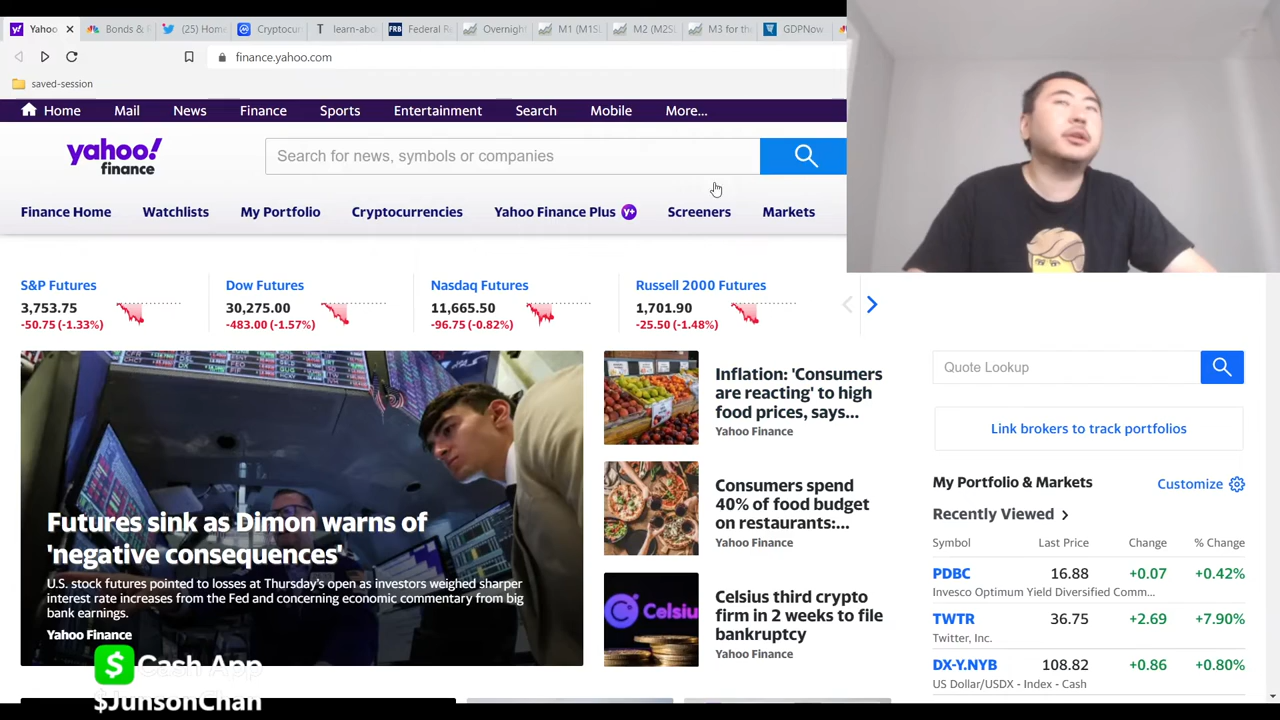 Yahoo
Bonds & I
(25) Hom
Cryptocur
learn-abo
Federal Re
Overnight
M1 (M1SL
M2 (M2SL
M3 for th
GDPNow
finance.yahoo.com
saved-session
Home
Mail
News
Finance
Sports
Entertainment
Search
Mobile
More...
yahoo!
finance
Search for news, symbols or companies
Finance Home
Watchlists
My Portfolio
Cryptocurrencies
Yahoo Finance Plus
y+
Screeners
Markets
S&P Futures
3,753.75
-50.75 (-1.33%)
Dow Futures
30,275.00
-483.00 (-1.57%)
Nasdaq Futures
11,665.50
-96.75 (-0.82%)
Russell 2000 Futures
1,701.90
-25.50 (-1.48%)
Futures sink as Dimon warns of
'negative consequences'
U.S. stock futures pointed to losses at Thursday's open as investors weighed sharper
interest rate increases from the Fed and concerning economic commentary from big
bank earnings.
Yahoo Finance
Inflation: 'Consumers
are reacting' to high
food prices, says...
Yahoo Finance
Consumers spend
40% of food budget
on restaurants:...
Yahoo Finance
Celsius
Celsius third crypto
firm in 2 weeks to file
bankruptcy
Yahoo Finance
Quote Lookup
Link brokers to track portfolios
My Portfolio & Markets
Customize
Recently Viewed
Symbol Last Price Change % Change
PDBC 16.88 +0.07 +0.42%
Invesco Optimum Yield Diversified Comm...
TWTR 36.75 +2.69 +7.90%
Twitter, Inc.
DX-Y.NYB 108.82 +0.86 +0.80%
US Dollar/USDX - Index - Cash
$ Cash App
$JunsonChan